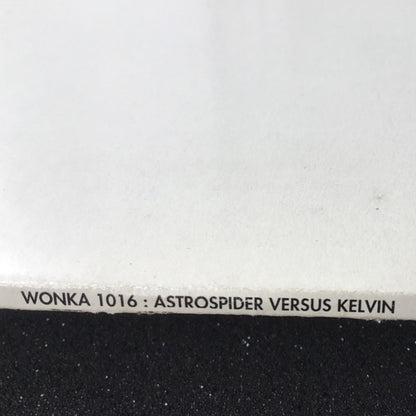 WONKA 1016 : ASTROSPIDER VERSUS KELVIN